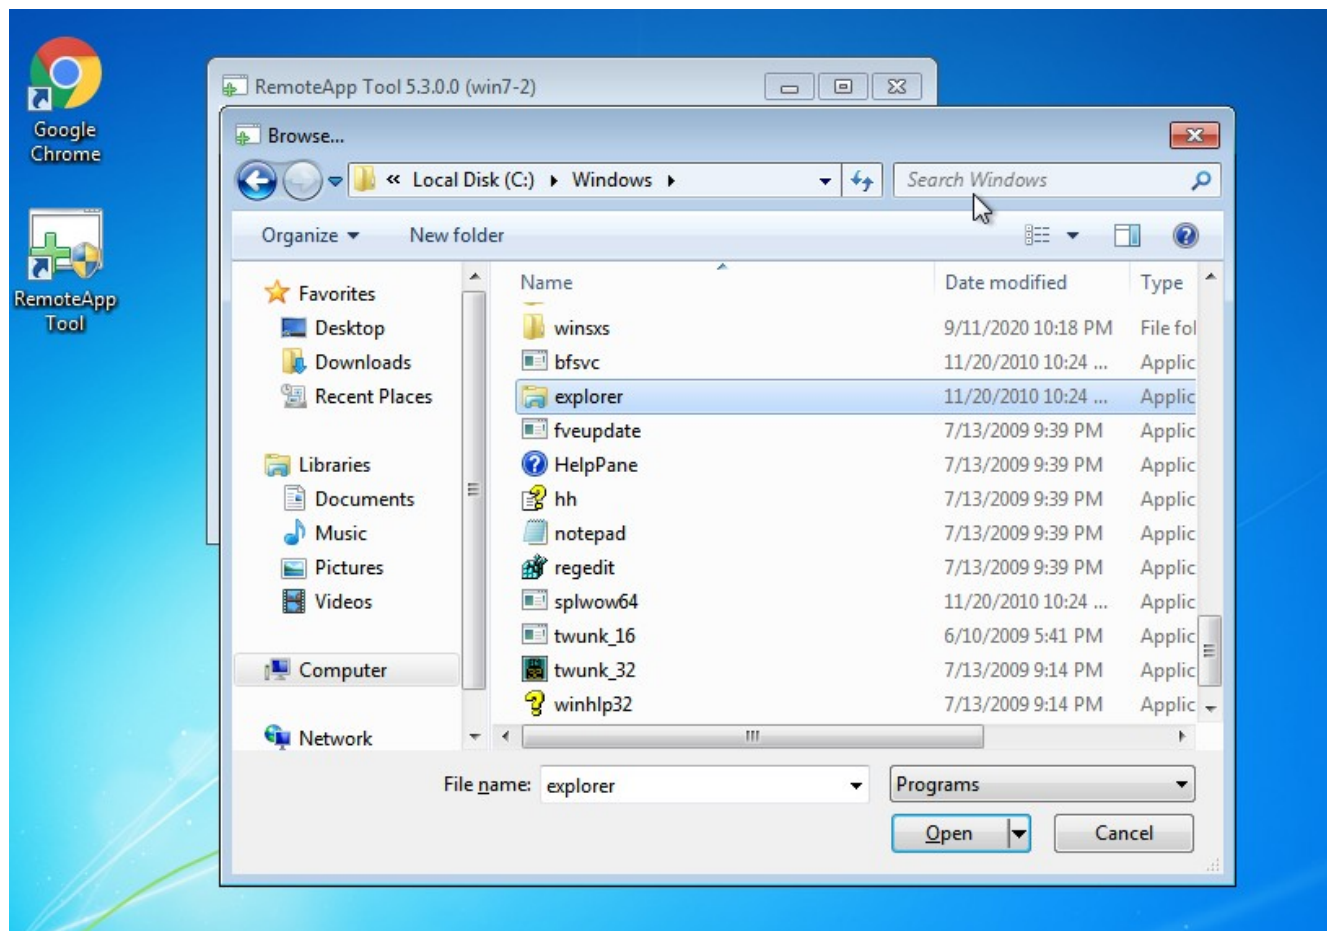 Google
Chrome
RemoteApp
Tool
RemoteApp Tool 5.3.0.0 (win7-2)
Browse...
« Local Disk (C:) Windows
Search Windows
Organize New folder
Favorites
Desktop
Downloads
Recent Places
Libraries
Documents
Music
Pictures
Videos
Computer
Network
Name Date modified Type
winsxs 9/11/2020 10:18 PM File fol
bfsvc 11/20/2010 10:24 ... Applic
explorer 11/20/2010 10:24 ... Applic
fveupdate 7/13/2009 9:39 PM Applic
HelpPane 7/13/2009 9:39 PM Applic
hh 7/13/2009 9:39 PM Applic
notepad 7/13/2009 9:39 PM Applic
regedit 7/13/2009 9:39 PM Applic
splwow64 11/20/2010 10:24 ... Applic
twunk_16 6/10/2009 5:41 PM Applic
twunk_32 7/13/2009 9:14 PM Applic
winhlp32 7/13/2009 9:14 PM Applic
File name: explorer Programs
Open Cancel